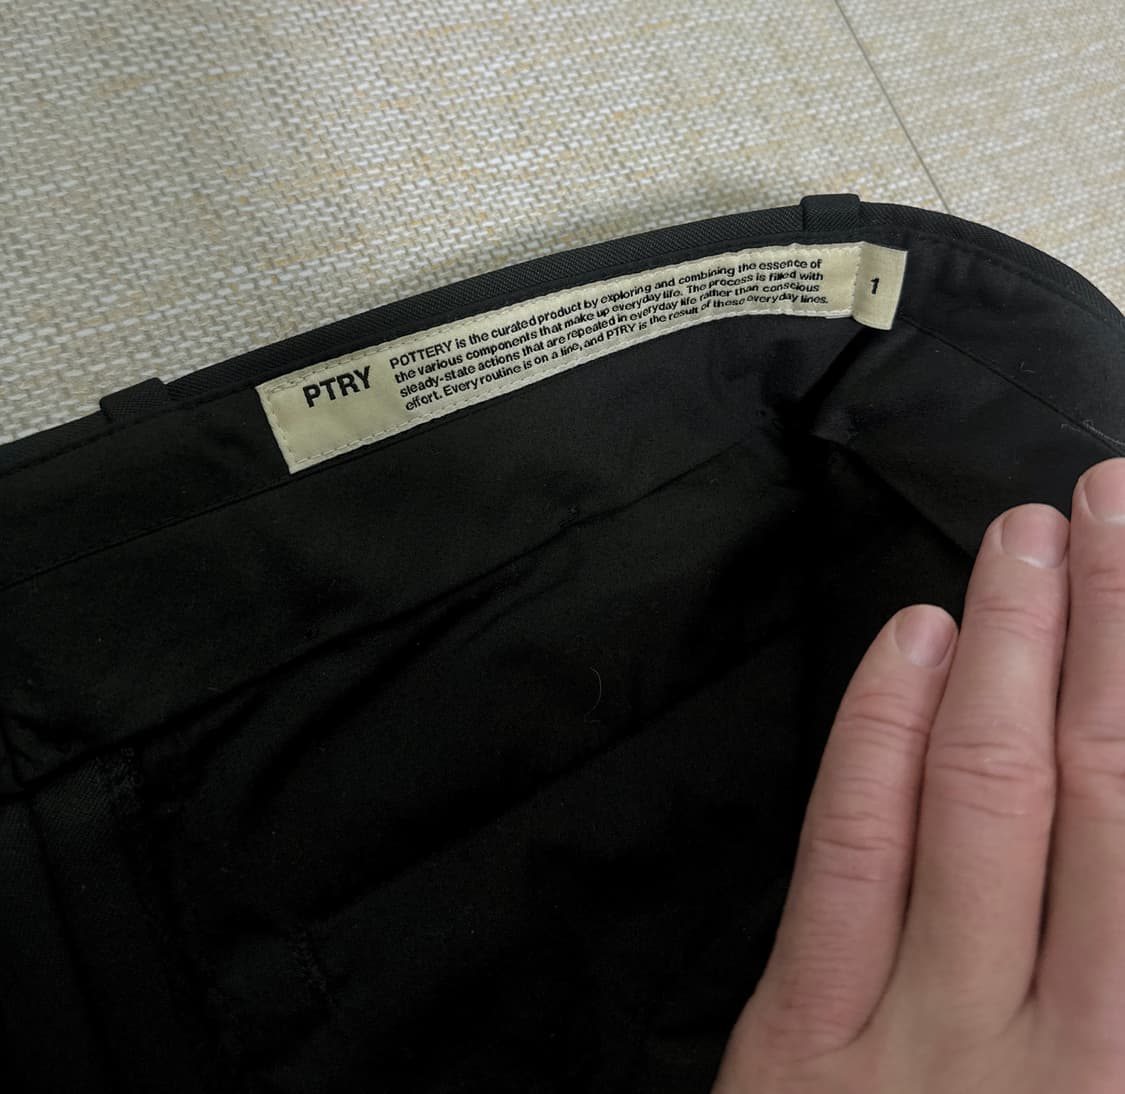 PTRY
POTTERY is the curated product by exploring and combining the essence of
the various components that make up everyday life. The process is filled with
steady-state actions that are repeated in everyday life rather than conscious
effort. Every routine is on a line, and PTRY is the result of these everyday lines.
1